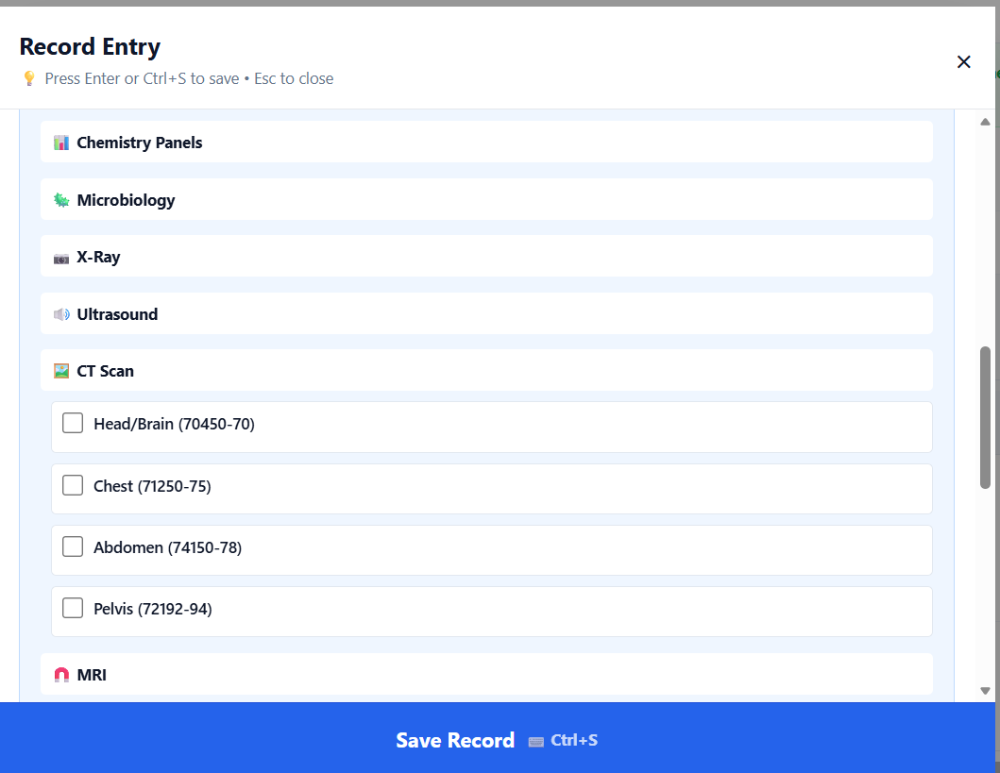 Record Entry
Press Enter or Ctrl+S to save • Esc to close
Chemistry Panels
Microbiology
X-Ray
Ultrasound
CT Scan
Head/Brain (70450-70)
Chest (71250-75)
Abdomen (74150-78)
Pelvis (72192-94)
MRI
Save Record Ctrl+S